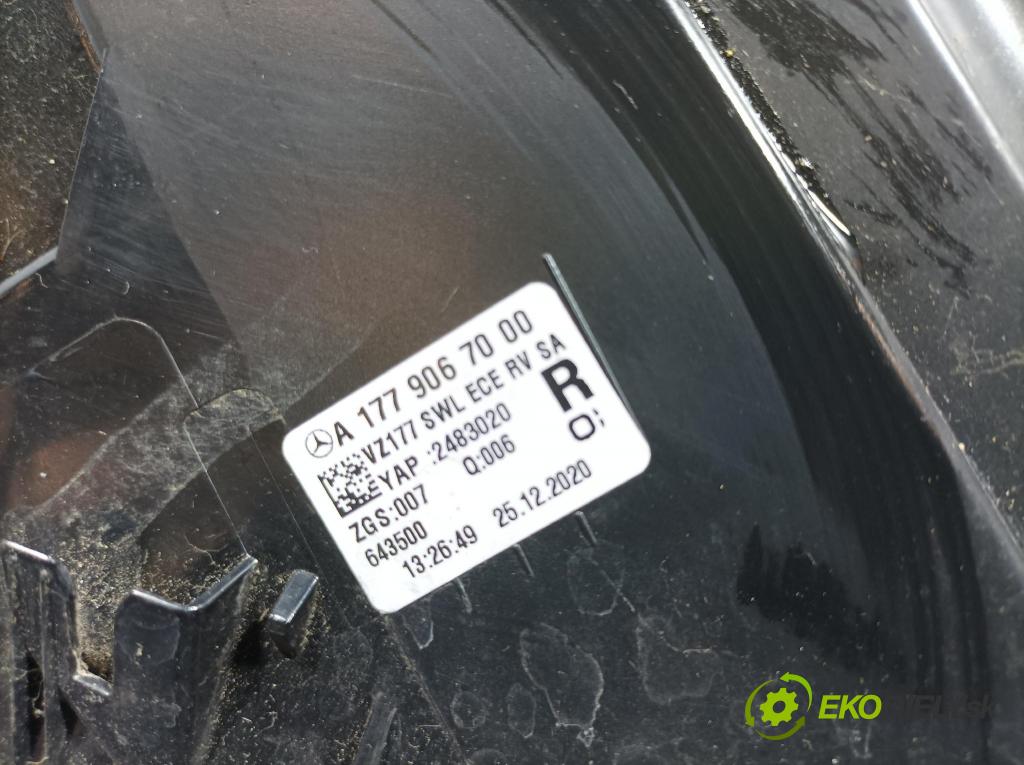 A 177 906 70 00
VZ177 SWL ECE RV SA
EYAP :2483020
R
ZGS:007 Q:006
O;
643500
13:26:49 25.12.2020
EKO